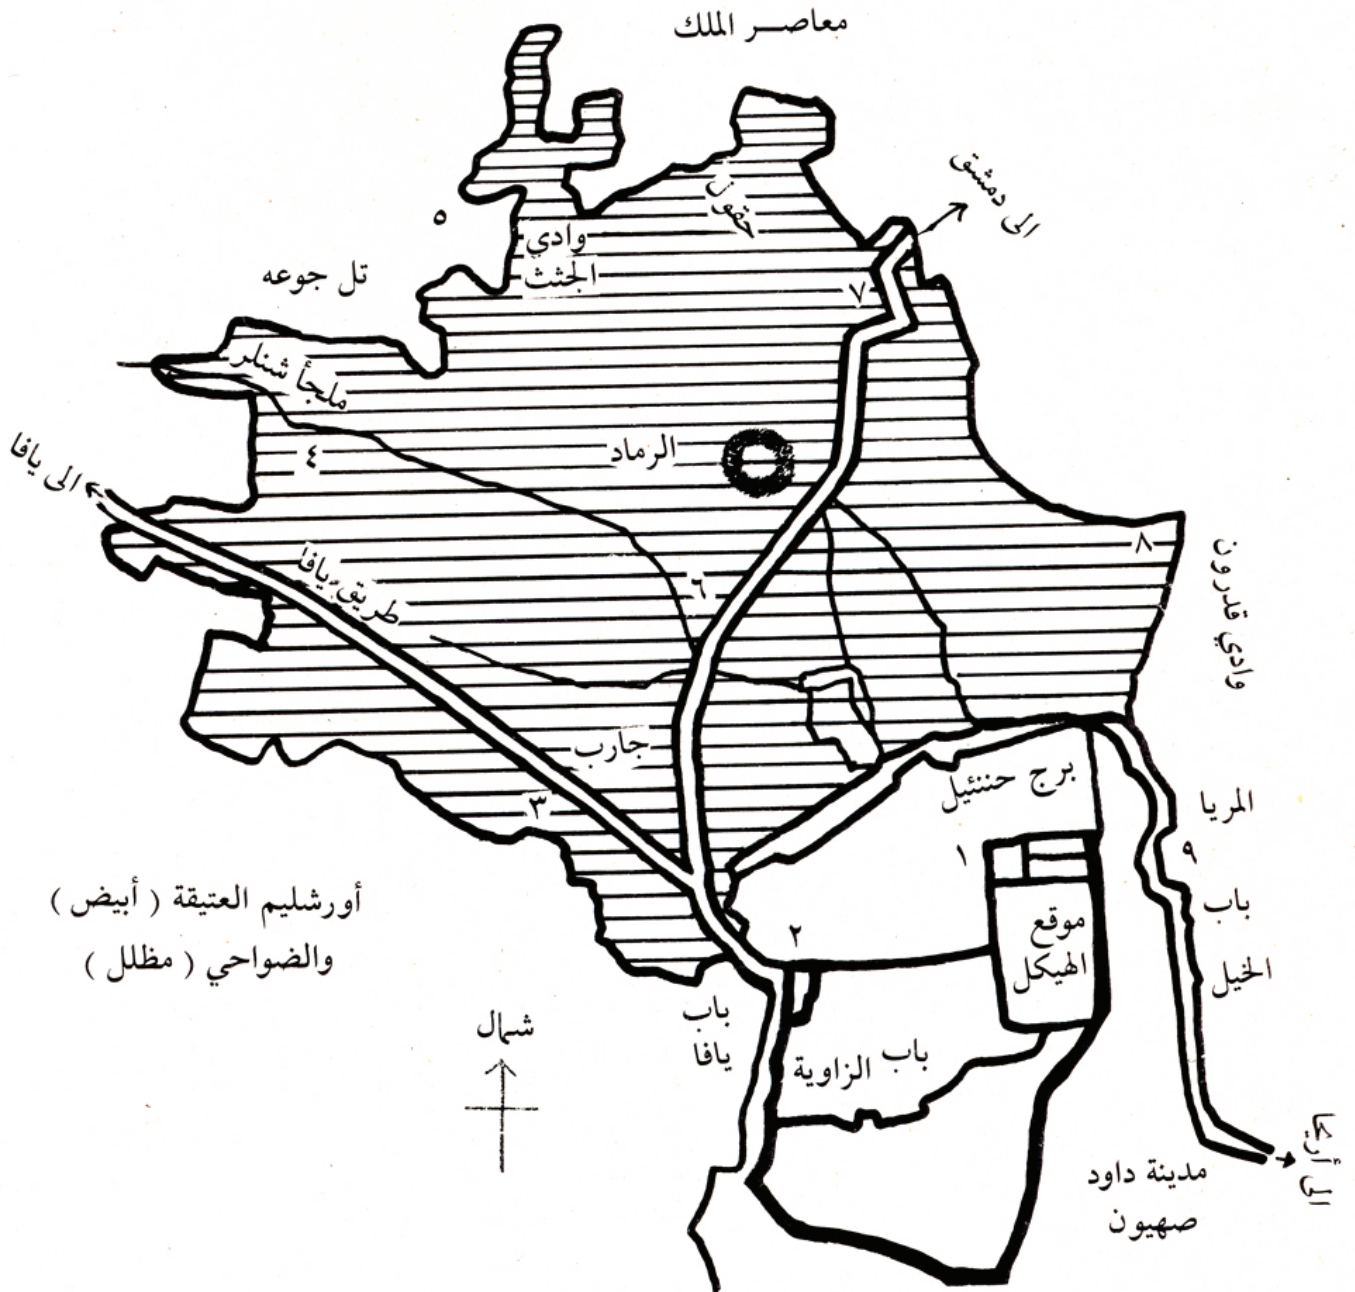 معاصر الملك
الى دمشق
حقول
٥
وادي
الجثث
تل جوعه
٧
ملجأ شنلر
الرماد
٤
الى يافا
٨
طريق يافا
٦
وادي قدرون
جارب
برج حننئيل
المريا
٣
١
٩
باب
الخيل
أورشليم العتيقة ( أبيض )
والضواحي ( مظلل )
٢
موقع
الهيكل
باب
يافا
شمال
باب الزاوية
الى أريحا
مدينة داود
صهيون